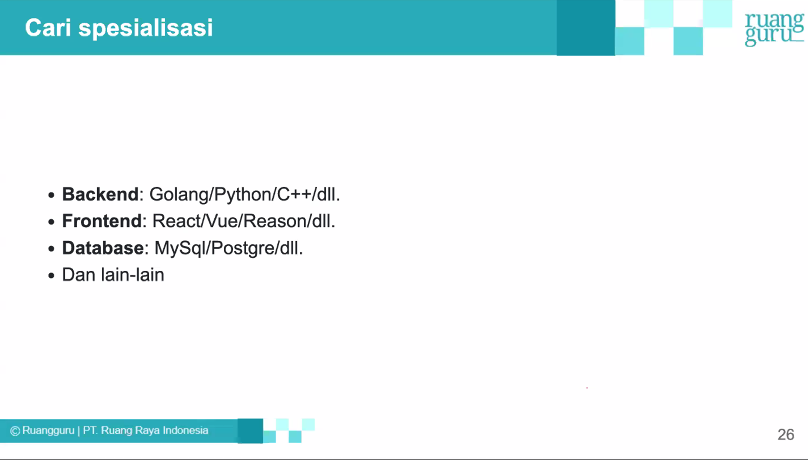 Cari spesialisasi
ruang
guru
• Backend: Golang/Python/C++/dll.
• Frontend: React/Vue/Reason/dll.
• Database: MySql/Postgre/dll.
• Dan lain-lain
© Ruangguru | PT. Ruang Raya Indonesia
26